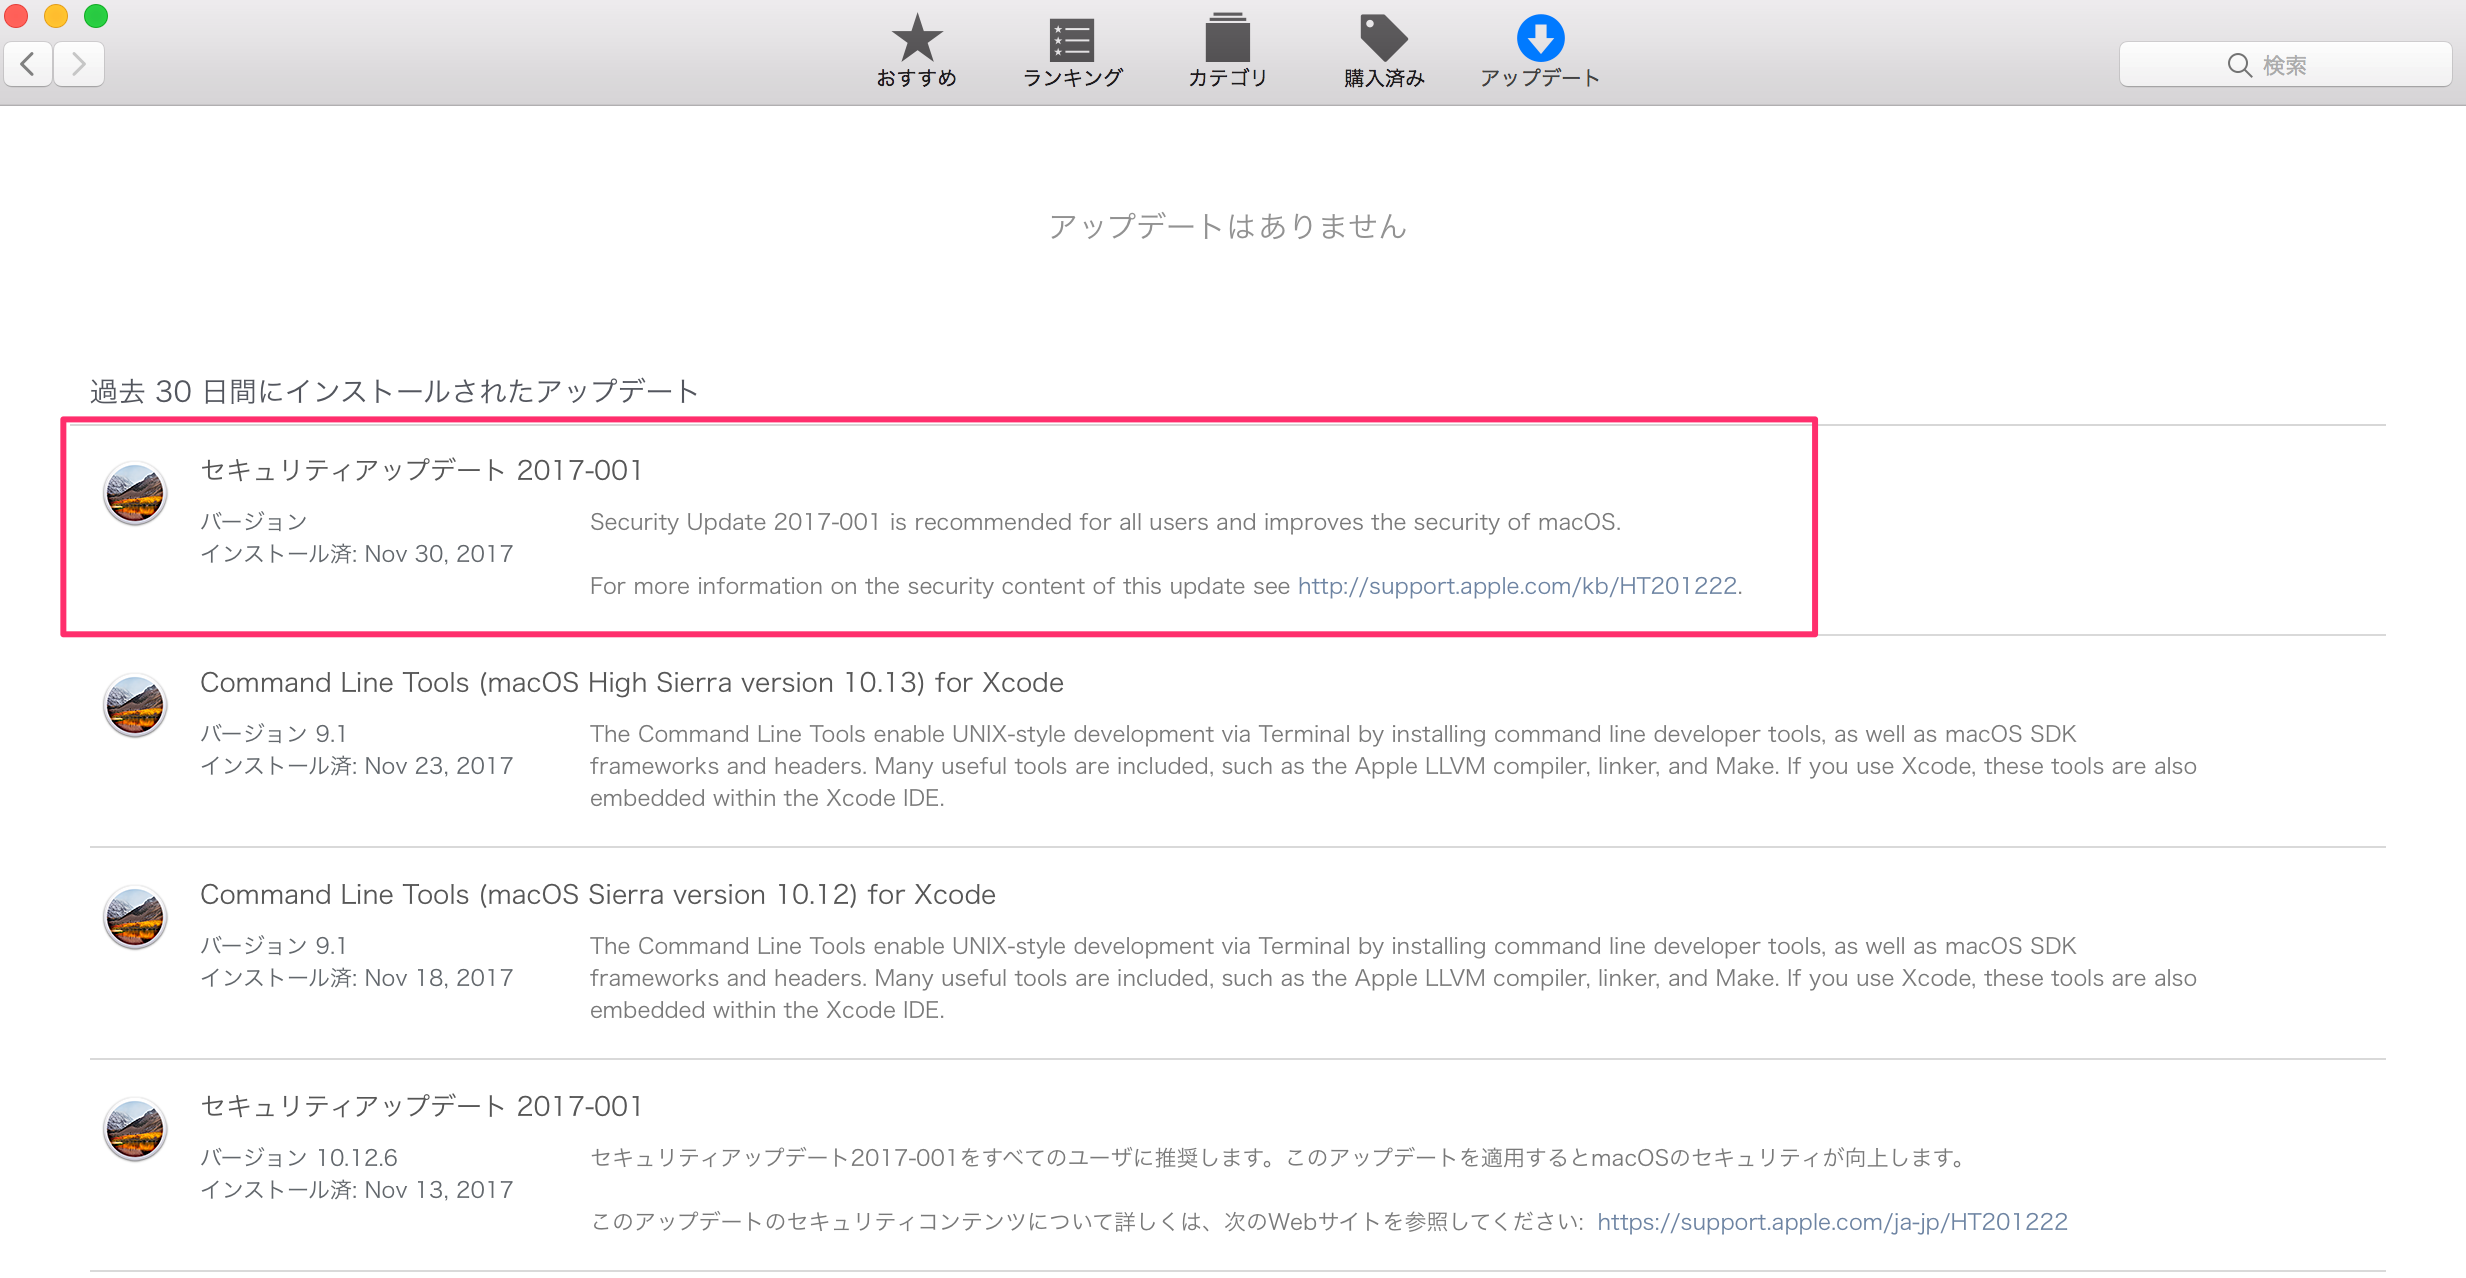 おすすめ
ランキング
カテゴリ
購入済み
アップデート
検索
アップデートはありません
過去 30 日間にインストールされたアップデート
セキュリティアップデート 2017-001
バージョン
インストール済: Nov 30, 2017
Security Update 2017-001 is recommended for all users and improves the security of macOS.
For more information on the security content of this update see http://support.apple.com/kb/HT201222.
Command Line Tools (macOS High Sierra version 10.13) for Xcode
バージョン 9.1
インストール済: Nov 23, 2017
The Command Line Tools enable UNIX-style development via Terminal by installing command line developer tools, as well as macOS SDK
frameworks and headers. Many useful tools are included, such as the Apple LLVM compiler, linker, and Make. If you use Xcode, these tools are also
embedded within the Xcode IDE.
Command Line Tools (macOS Sierra version 10.12) for Xcode
バージョン 9.1
インストール済: Nov 18, 2017
The Command Line Tools enable UNIX-style development via Terminal by installing command line developer tools, as well as macOS SDK
frameworks and headers. Many useful tools are included, such as the Apple LLVM compiler, linker, and Make. If you use Xcode, these tools are also
embedded within the Xcode IDE.
セキュリティアップデート 2017-001
バージョン 10.12.6
インストール済: Nov 13, 2017
セキュリティアップデート2017-001をすべてのユーザに推奨します。このアップデートを適用するとmacOSのセキュリティが向上します。
このアップデートのセキュリティコンテンツについて詳しくは、次のWebサイトを参照してください: https://support.apple.com/ja-jp/HT201222